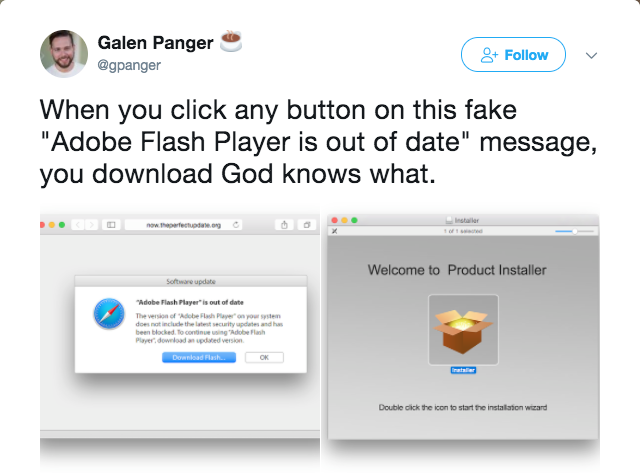 Galen Panger
@gpanger
Follow
When you click any button on this fake
"Adobe Flash Player is out of date" message,
you download God knows what.
now.theperfectupdate.org
Software update
"Adobe Flash Player" is out of date
The version of "Adobe Flash Player" on your system
does not include the latest security updates and has
been blocked. To continue using "Adobe Flash
Player", download an updated version.
Download Flash...
OK
Installer
1 of 1 selected
Welcome to Product Installer
Installer
Double click the icon to start the installation wizard